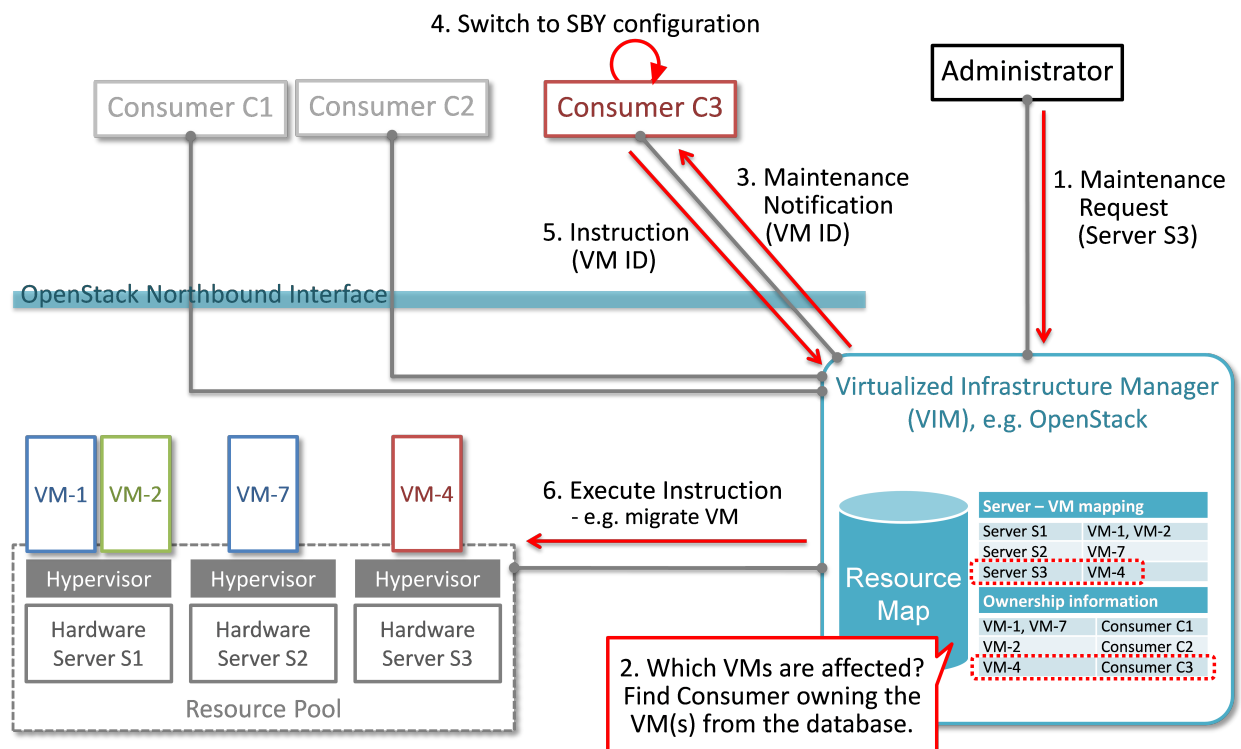 4. Switch to SBY configuration
Consumer C1
Consumer C2
Consumer C3
Administrator
3. Maintenance
Notification
(VM ID)
1. Maintenance
Request
(Server S3)
5. Instruction
(VM ID)
OpenStack Northbound Interface
Virtualized Infrastructure Manager
(VIM), e.g. OpenStack
VM-1
VM-2
VM-7
VM-4
6. Execute Instruction
- e.g. migrate VM
Server – VM mapping
Server S1 VM-1, VM-2
Server S2 VM-7
Server S3 VM-4
Resource
Map
Ownership information
VM-1, VM-7 Consumer C1
VM-2 Consumer C2
VM-4 Consumer C3
Hypervisor
Hypervisor
Hypervisor
Hardware
Server S1
Hardware
Server S2
Hardware
Server S3
Resource Pool
2. Which VMs are affected?
Find Consumer owning the
VM(s) from the database.